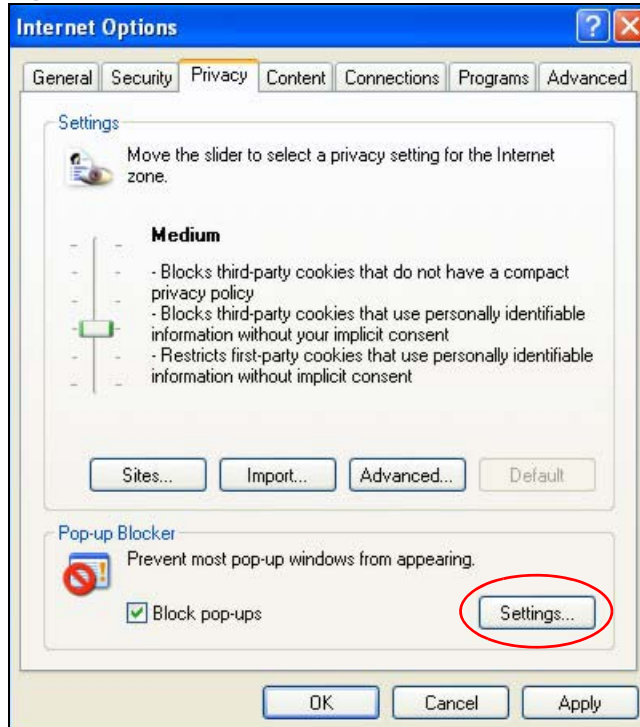 Internet Options
General Security Privacy Content Connections Programs Advanced
Settings
Move the slider to select a privacy setting for the Internet
zone.
Medium
- Blocks third-party cookies that do not have a compact
privacy policy
- Blocks third-party cookies that use personally identifiable
information without your implicit consent
- Restricts first-party cookies that use personally identifiable
information without implicit consent
Sites... Import... Advanced... Default
Pop-up Blocker
Prevent most pop-up windows from appearing.
Block pop-ups Settings...
OK Cancel Apply